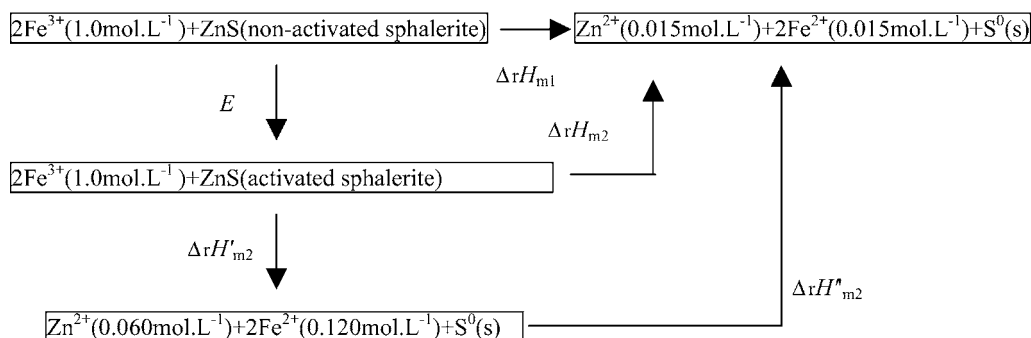 2Fe³⁺(1.0mol.L⁻¹)+ZnS(non-activated sphalerite)
Zn²⁺(0.015mol.L⁻¹)+2Fe²⁺(0.015mol.L⁻¹)+S⁰(s)
ΔrHm1
E
ΔrHm2
2Fe³⁺(1.0mol.L⁻¹)+ZnS(activated sphalerite)
ΔrH'm2
ΔrH"m2
Zn²⁺(0.060mol.L⁻¹)+2Fe²⁺(0.120mol.L⁻¹)+S⁰(s)